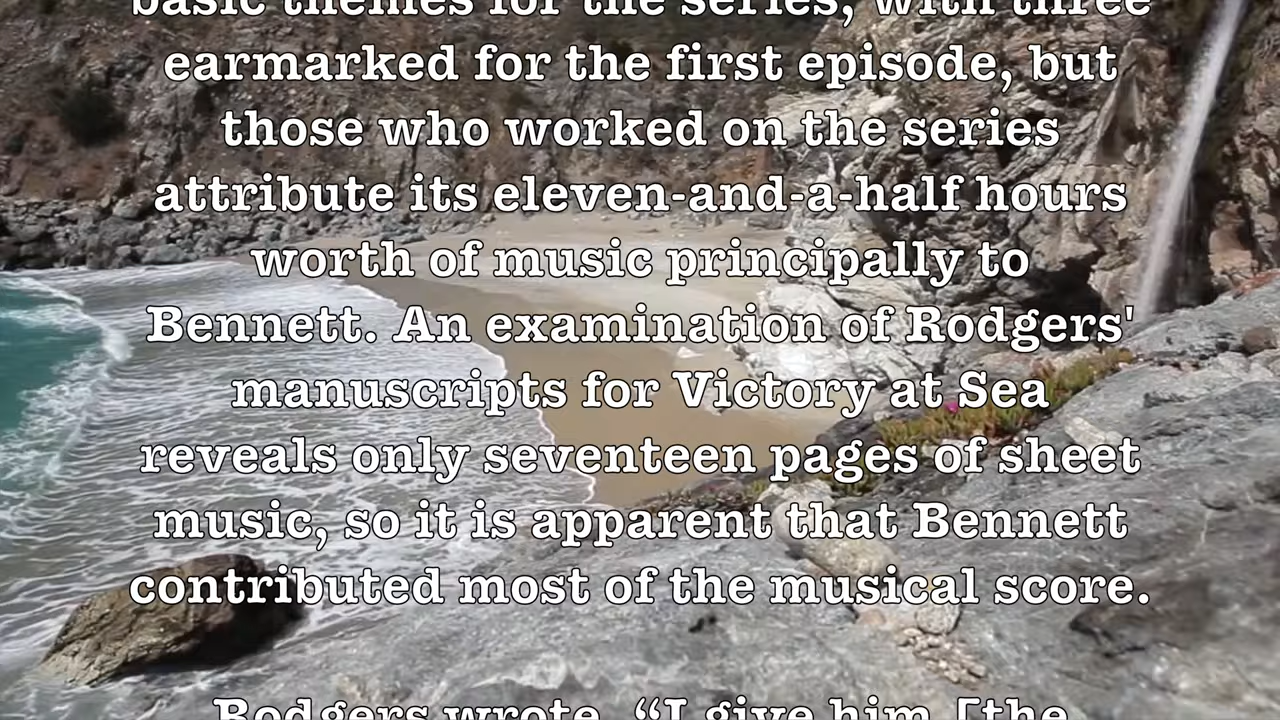 basic themes for the series, with three
earmarked for the first episode, but
those who worked on the series
attribute its eleven-and-a-half hours
worth of music principally to
Bennett. An examination of Rodgers'
manuscripts for Victory at Sea
reveals only seventeen pages of sheet
music, so it is apparent that Bennett
contributed most of the musical score.
Rodgers wrote, “I give him [the